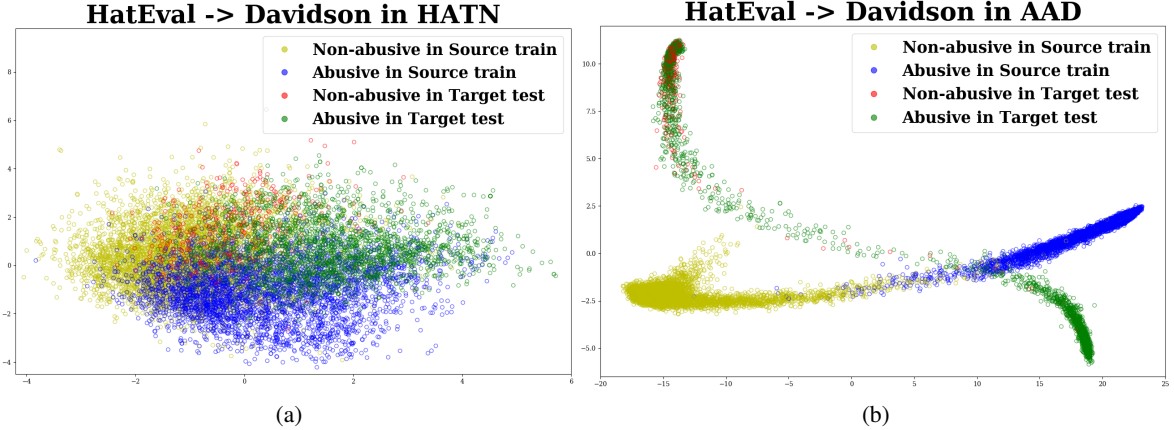 HatEval -> Davidson in HATN
Non-abusive in Source train
Abusive in Source train
Non-abusive in Target test
Abusive in Target test
8
6
4
2
0
−2
−4
−4
−2
0
2
4
6
(a)
HatEval -> Davidson in AAD
Non-abusive in Source train
Abusive in Source train
Non-abusive in Target test
Abusive in Target test
10.0
7.5
5.0
2.5
0.0
−2.5
−5.0
−20
−15
−10
−5
0
5
10
15
20
25
(b)